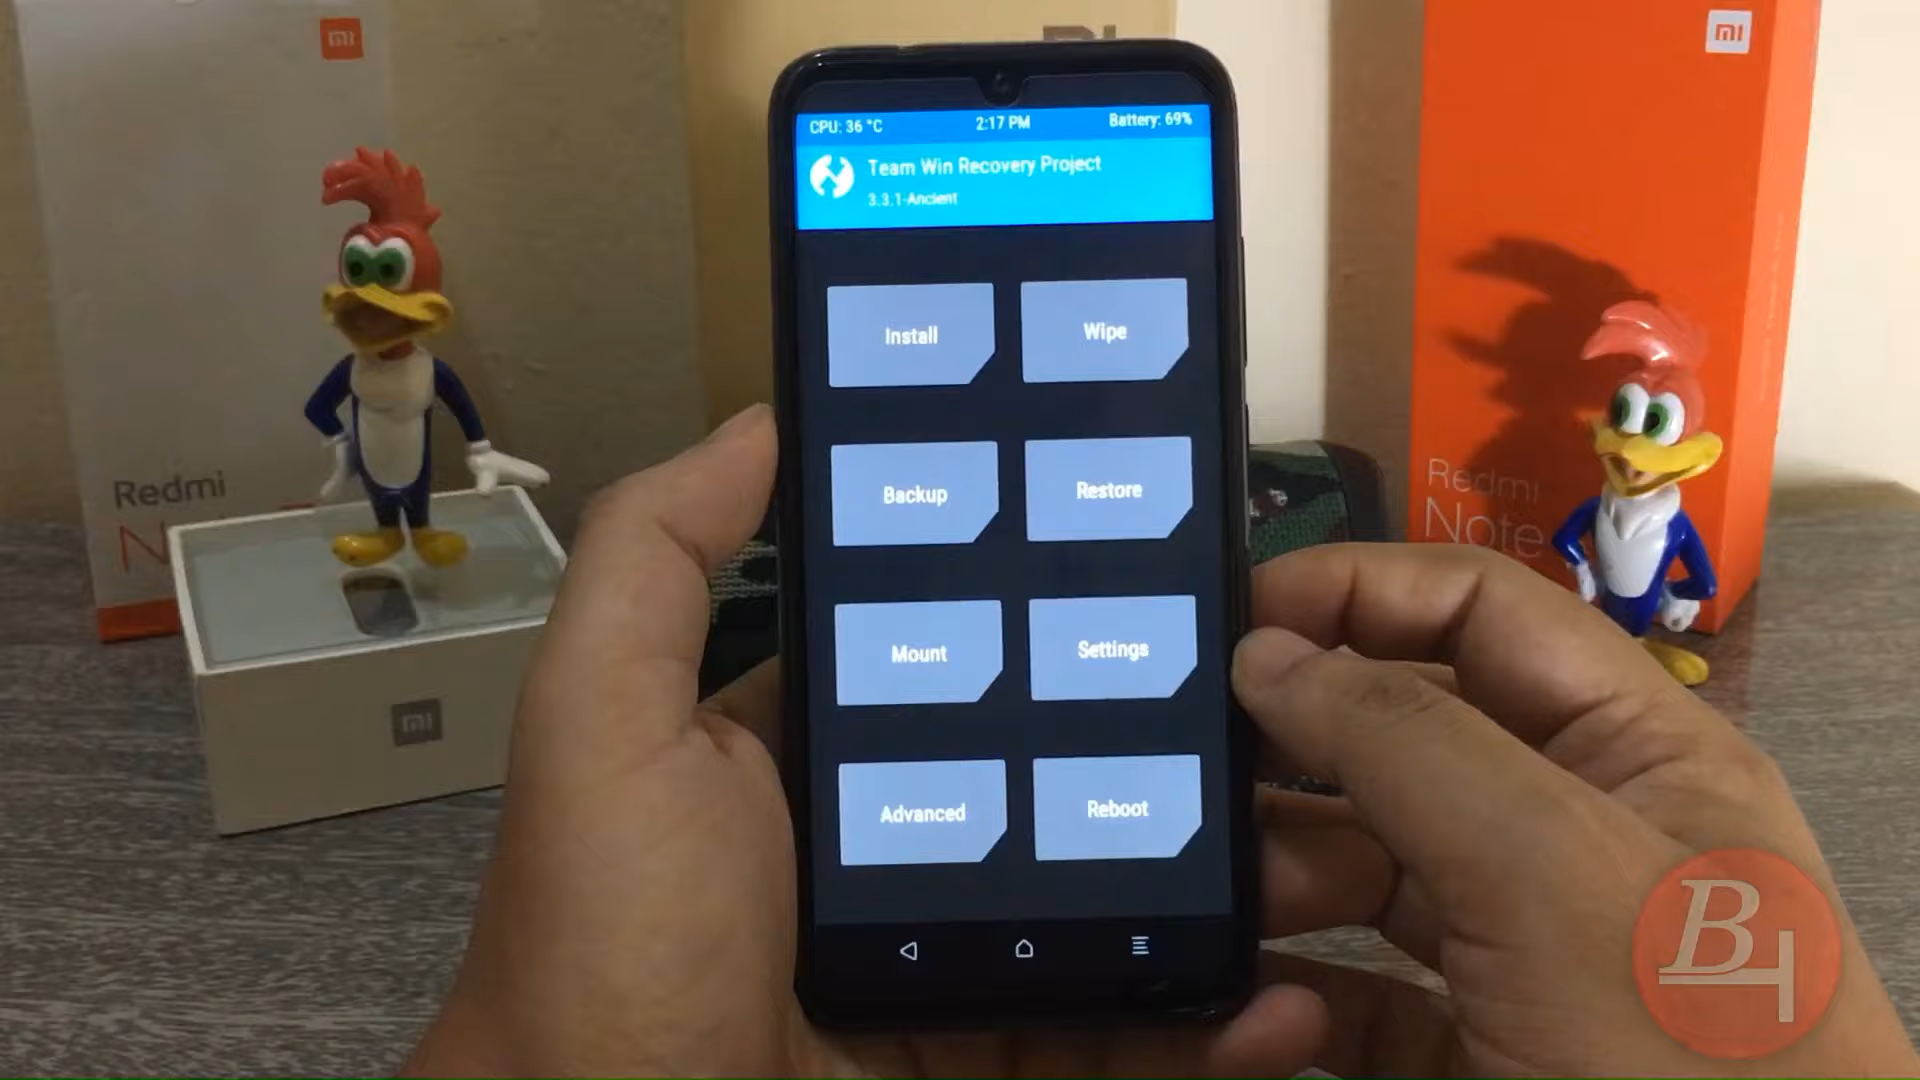 mi
mi
CPU: 36 °C 2:17 PM Battery: 69%
Team Win Recovery Project
3.3.1-Ancient
Install Wipe
Backup Restore
Mount Settings
Advanced Reboot
Redmi
Redmi
Note
mi
B4